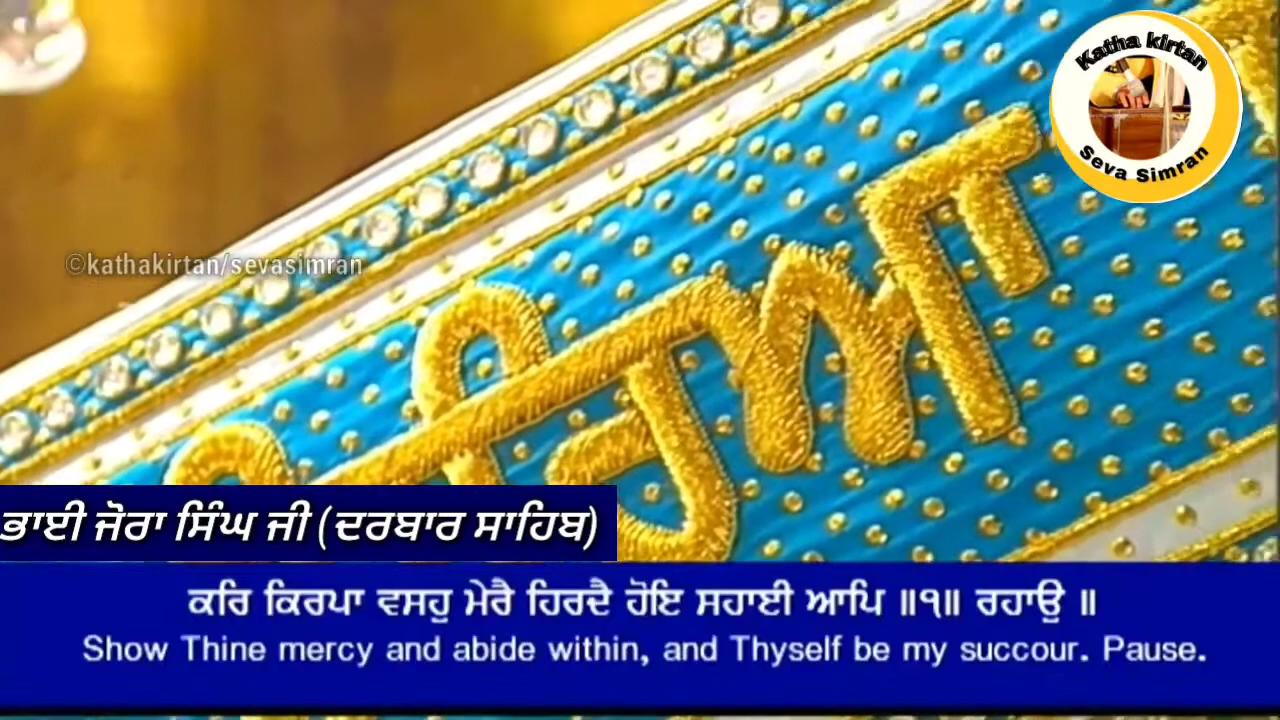 Katha kirtan
Seva Simran
©kathakirtan/sevasimran
ਭਾਈ ਜੋਰਾ ਸਿੰਘ ਜੀ (ਦਰਬਾਰ ਸਾਹਿਬ)
ਕਰਿ ਕਿਰਪਾ ਵਸਹੁ ਮੇਰੈ ਹਿਰਦੈ ਹੋਇ ਸਹਾਈ ਆਪਿ ॥੧॥ ਰਹਾਉ ॥
Show Thine mercy and abide within, and Thyself be my succour. Pause.